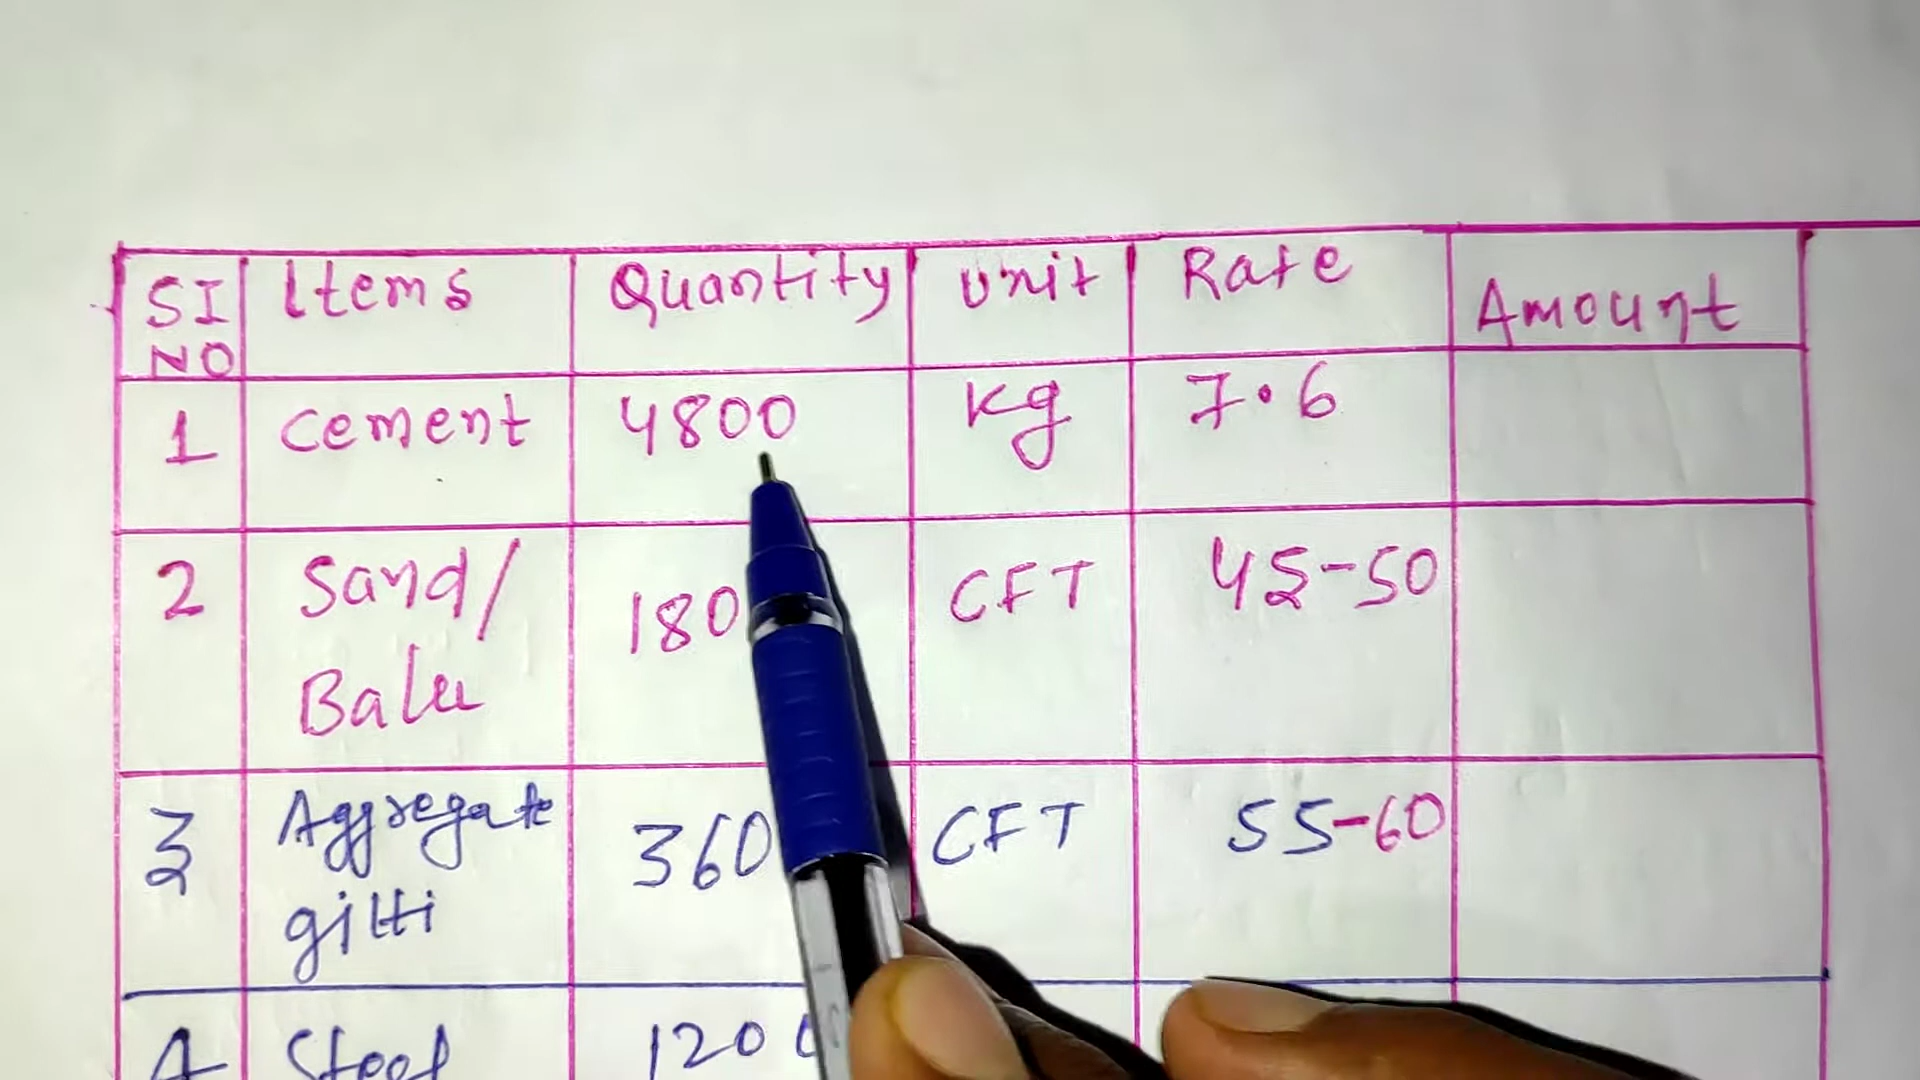 SI NO Items Quantity Unit Rate Amount
1 Cement 4800 Kg 7.6
2 Sand/ Balu 180 CFT 45-50
3 Aggregate gitti 360 CFT 55-60
4 Steel